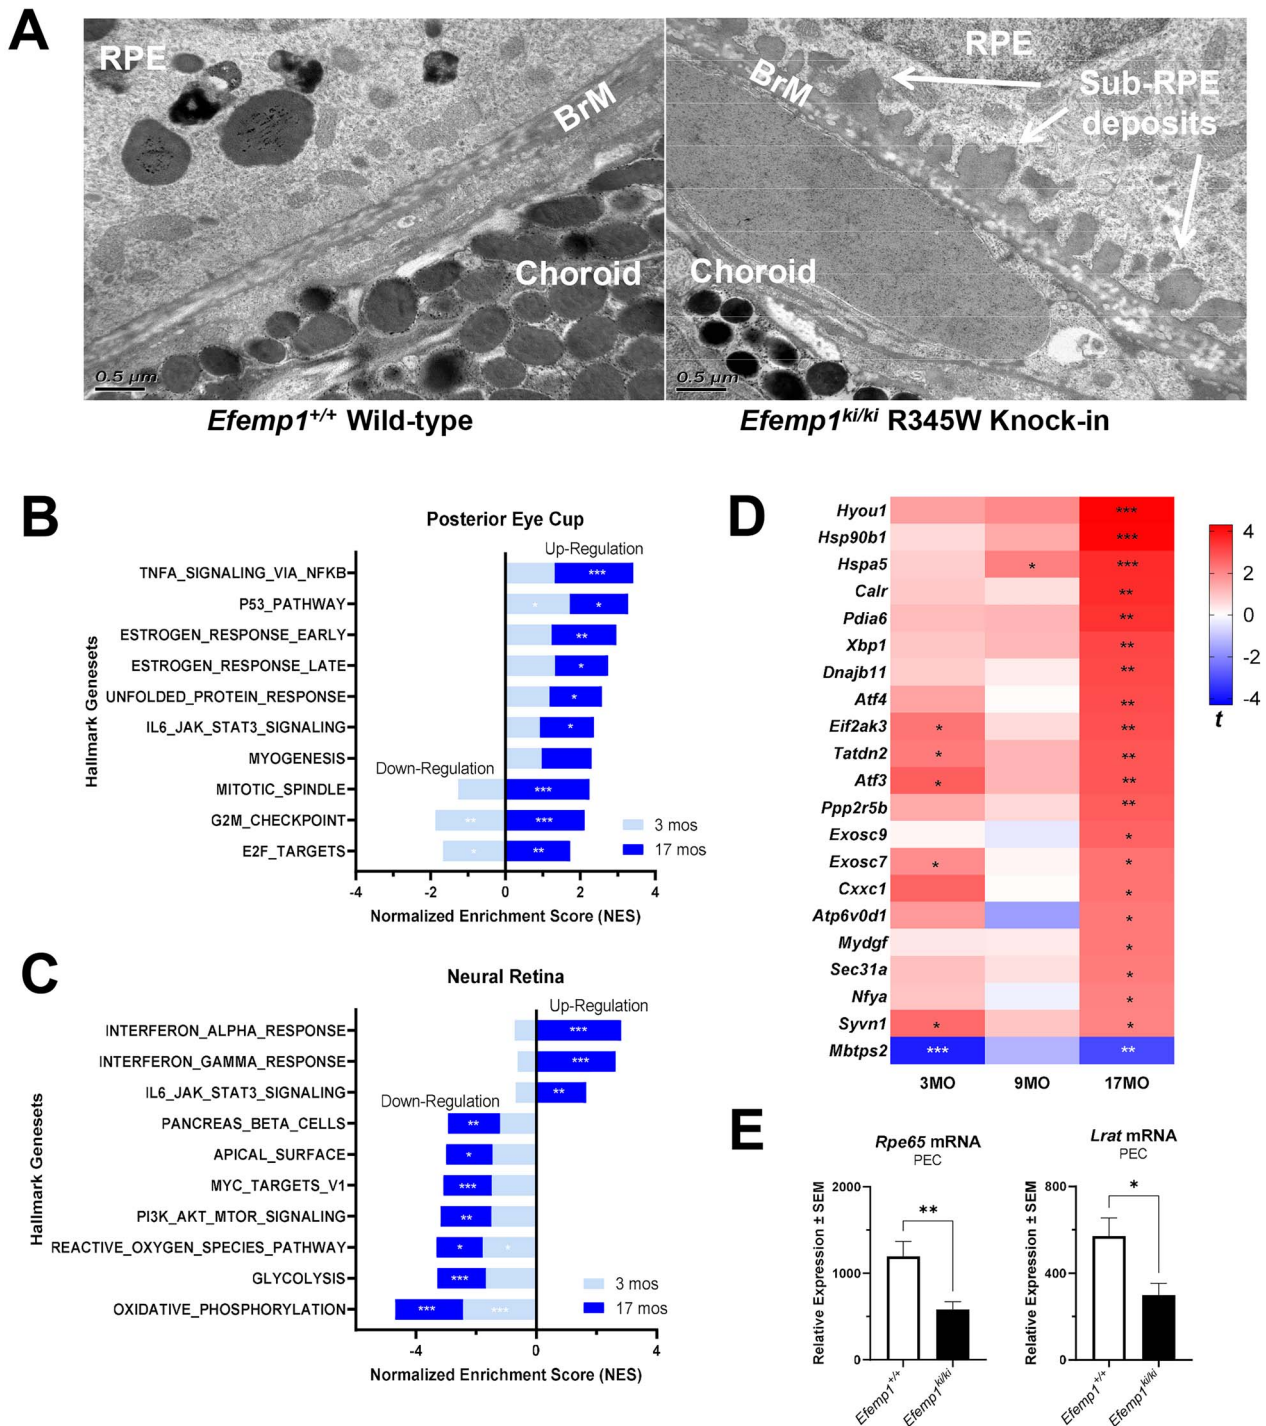 A
RPE
BrM
Choroid
0.5 µm
RPE
BrM
Sub-RPE
deposits
Choroid
0.5 µm
Efemp1+/+ Wild-type
Efemp1ki/ki R345W Knock-in
B
Posterior Eye Cup
Up-Regulation
Hallmark Genesets
TNFA_SIGNALING_VIA_NFKB
***
P53_PATHWAY
* *
ESTROGEN_RESPONSE_EARLY
**
ESTROGEN_RESPONSE_LATE
*
UNFOLDED_PROTEIN_RESPONSE
*
IL6_JAK_STAT3_SIGNALING
*
MYOGENESIS
Down-Regulation
MITOTIC_SPINDLE
***
G2M_CHECKPOINT
** ***
E2F_TARGETS
* **
3 mos
17 mos
-4 -2 0 2 4
Normalized Enrichment Score (NES)
C
Neural Retina
Up-Regulation
Hallmark Genesets
INTERFERON_ALPHA_RESPONSE
***
INTERFERON_GAMMA_RESPONSE
***
IL6_JAK_STAT3_SIGNALING
**
Down-Regulation
PANCREAS_BETA_CELLS
**
APICAL_SURFACE
*
MYC_TARGETS_V1
***
PI3K_AKT_MTOR_SIGNALING
**
REACTIVE_OXYGEN_SPECIES_PATHWAY
* *
GLYCOLYSIS
***
OXIDATIVE_PHOSPHORYLATION
*** ***
3 mos
17 mos
-4 0 4
Normalized Enrichment Score (NES)
D
Hyou1 ***
Hsp90b1 ***
Hspa5 * ***
Calr **
Pdia6 **
Xbp1 **
Dnajb11 **
Atf4 **
Eif2ak3 * **
Tatdn2 * **
Atf3 * **
Ppp2r5b **
Exosc9 *
Exosc7 * *
Cxxc1 *
Atp6v0d1 *
Mydgf *
Sec31a *
Nfya *
Syvn1 * *
Mbtps2 *** **
3MO 9MO 17MO
4
2
0
-2
-4
t
E
Rpe65 mRNA
PEC
Relative Expression ± SEM
2000
1000
0
**
Efemp1+/+
Efemp1ki/ki
Lrat mRNA
PEC
Relative Expression ± SEM
800
400
0
*
Efemp1+/+
Efemp1ki/ki